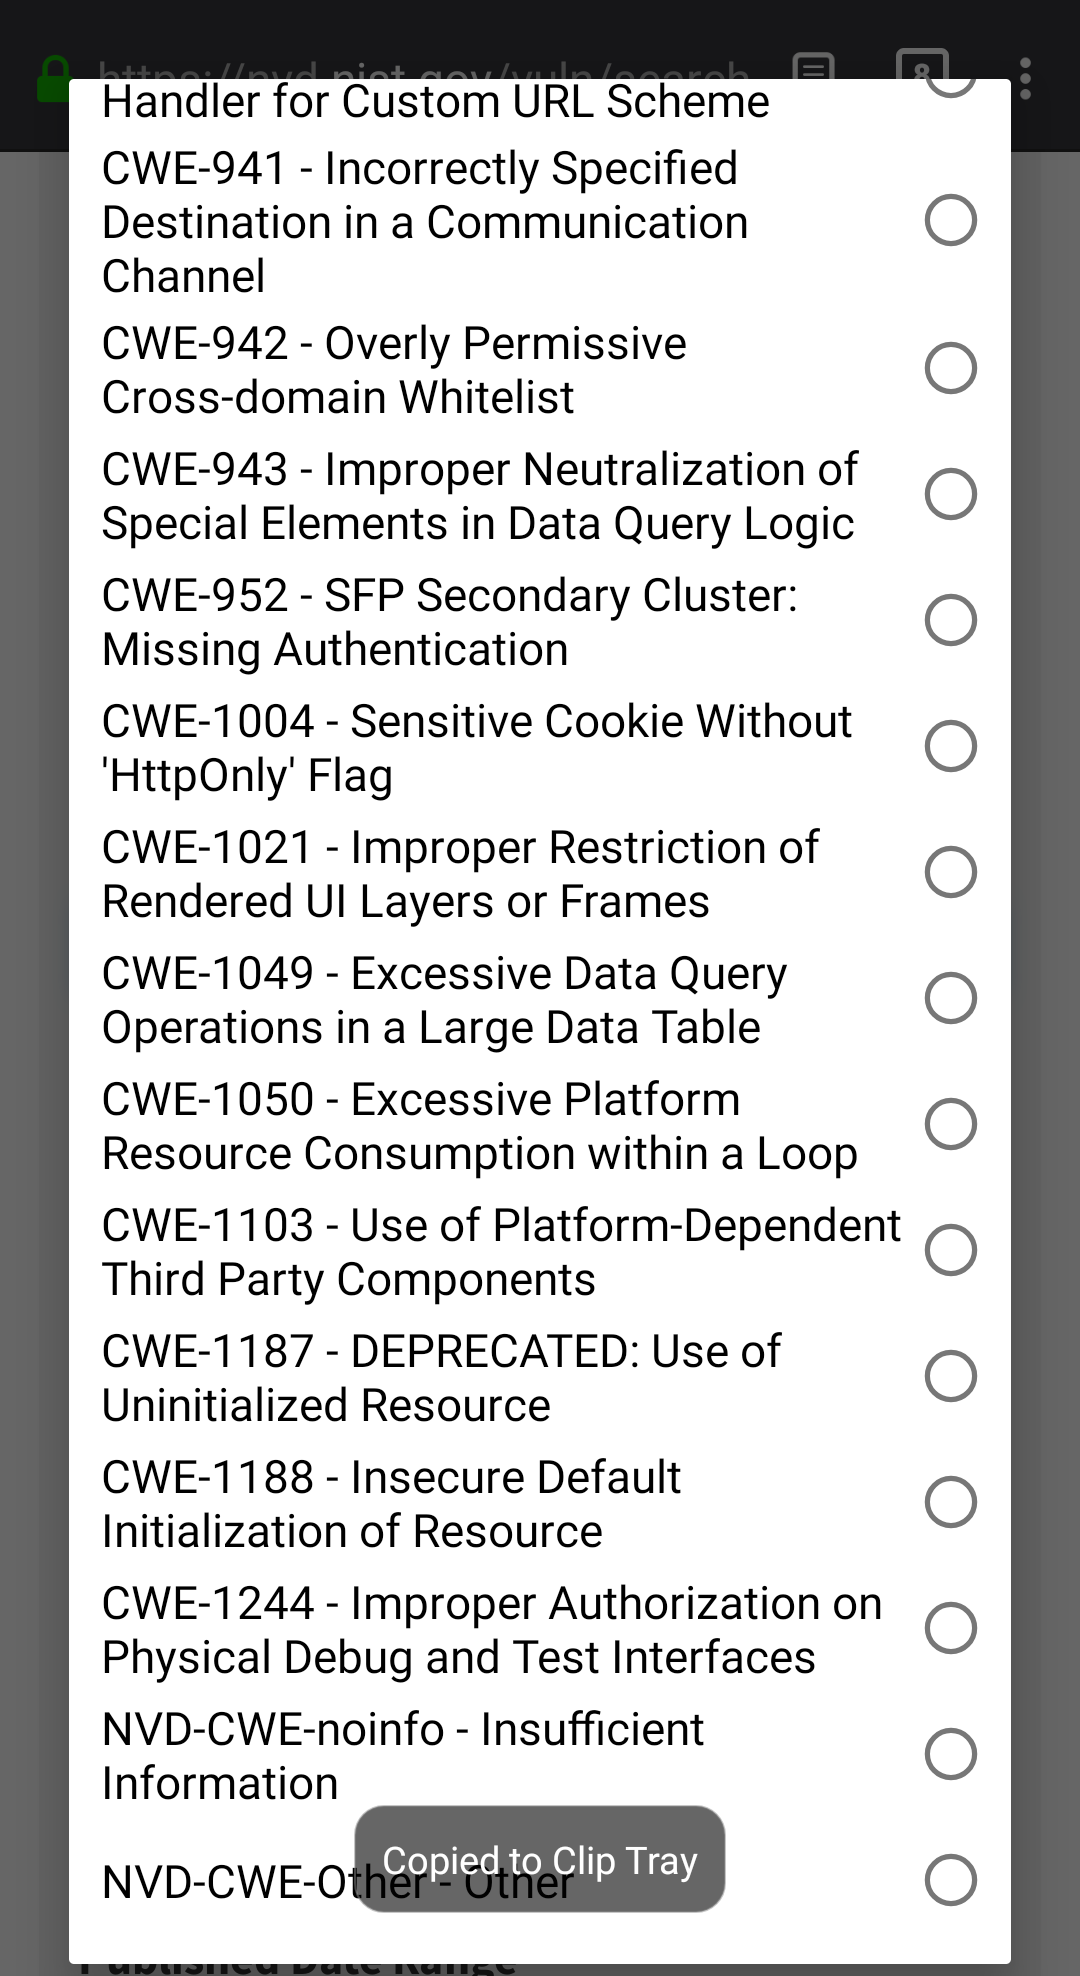 https://nvd.nist.gov/vuln/search
8
Handler for Custom URL Scheme
CWE-941 - Incorrectly Specified
Destination in a Communication
Channel
CWE-942 - Overly Permissive
Cross-domain Whitelist
CWE-943 - Improper Neutralization of
Special Elements in Data Query Logic
CWE-952 - SFP Secondary Cluster:
Missing Authentication
CWE-1004 - Sensitive Cookie Without
'HttpOnly' Flag
CWE-1021 - Improper Restriction of
Rendered UI Layers or Frames
CWE-1049 - Excessive Data Query
Operations in a Large Data Table
CWE-1050 - Excessive Platform
Resource Consumption within a Loop
CWE-1103 - Use of Platform-Dependent
Third Party Components
CWE-1187 - DEPRECATED: Use of
Uninitialized Resource
CWE-1188 - Insecure Default
Initialization of Resource
CWE-1244 - Improper Authorization on
Physical Debug and Test Interfaces
NVD-CWE-noinfo - Insufficient
Information
Copied to Clip Tray
NVD-CWE-Other - Other
Published Date Range